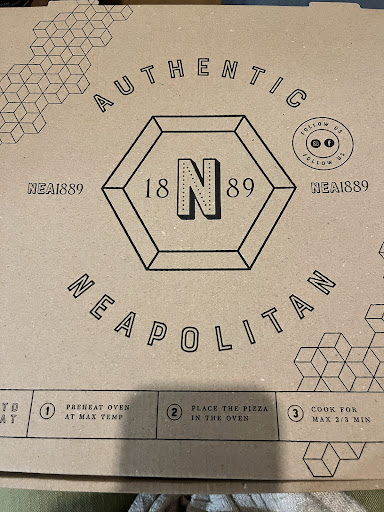 AUTHENTIC
FOLLOW US
FOLLOW US
NEA1889
18 N 89
NEA1889
NEAPOLITAN
1 PREHEAT OVEN
AT MAX TEMP
2 PLACE THE PIZZA
IN THE OVEN
3 COOK FOR
MAX 2/3 MIN